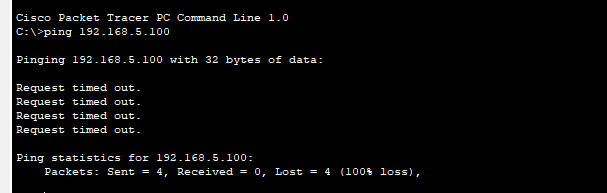 Cisco Packet Tracer PC Command Line 1.0
C:\>ping 192.168.5.100
Pinging 192.168.5.100 with 32 bytes of data:
Request timed out.
Request timed out.
Request timed out.
Request timed out.
Ping statistics for 192.168.5.100:
Packets: Sent = 4, Received = 0, Lost = 4 (100% loss),